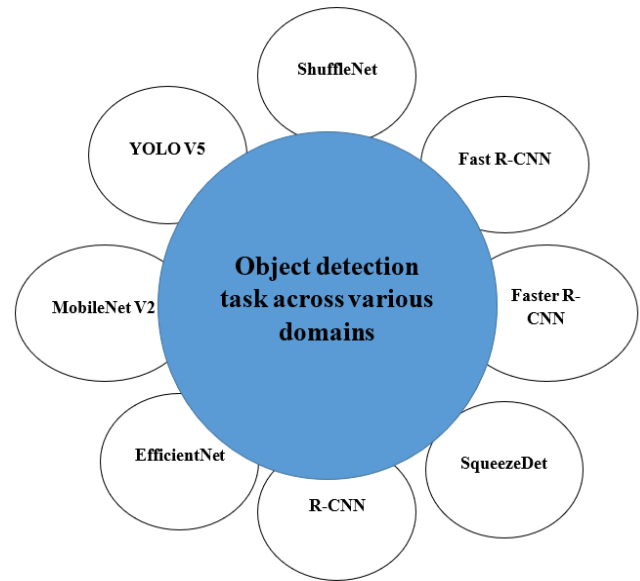 ShuffleNet
YOLO V5
Fast R-CNN
Object detection
task across various
domains
MobileNet V2
Faster R-
CNN
EfficientNet
SqueezeDet
R-CNN